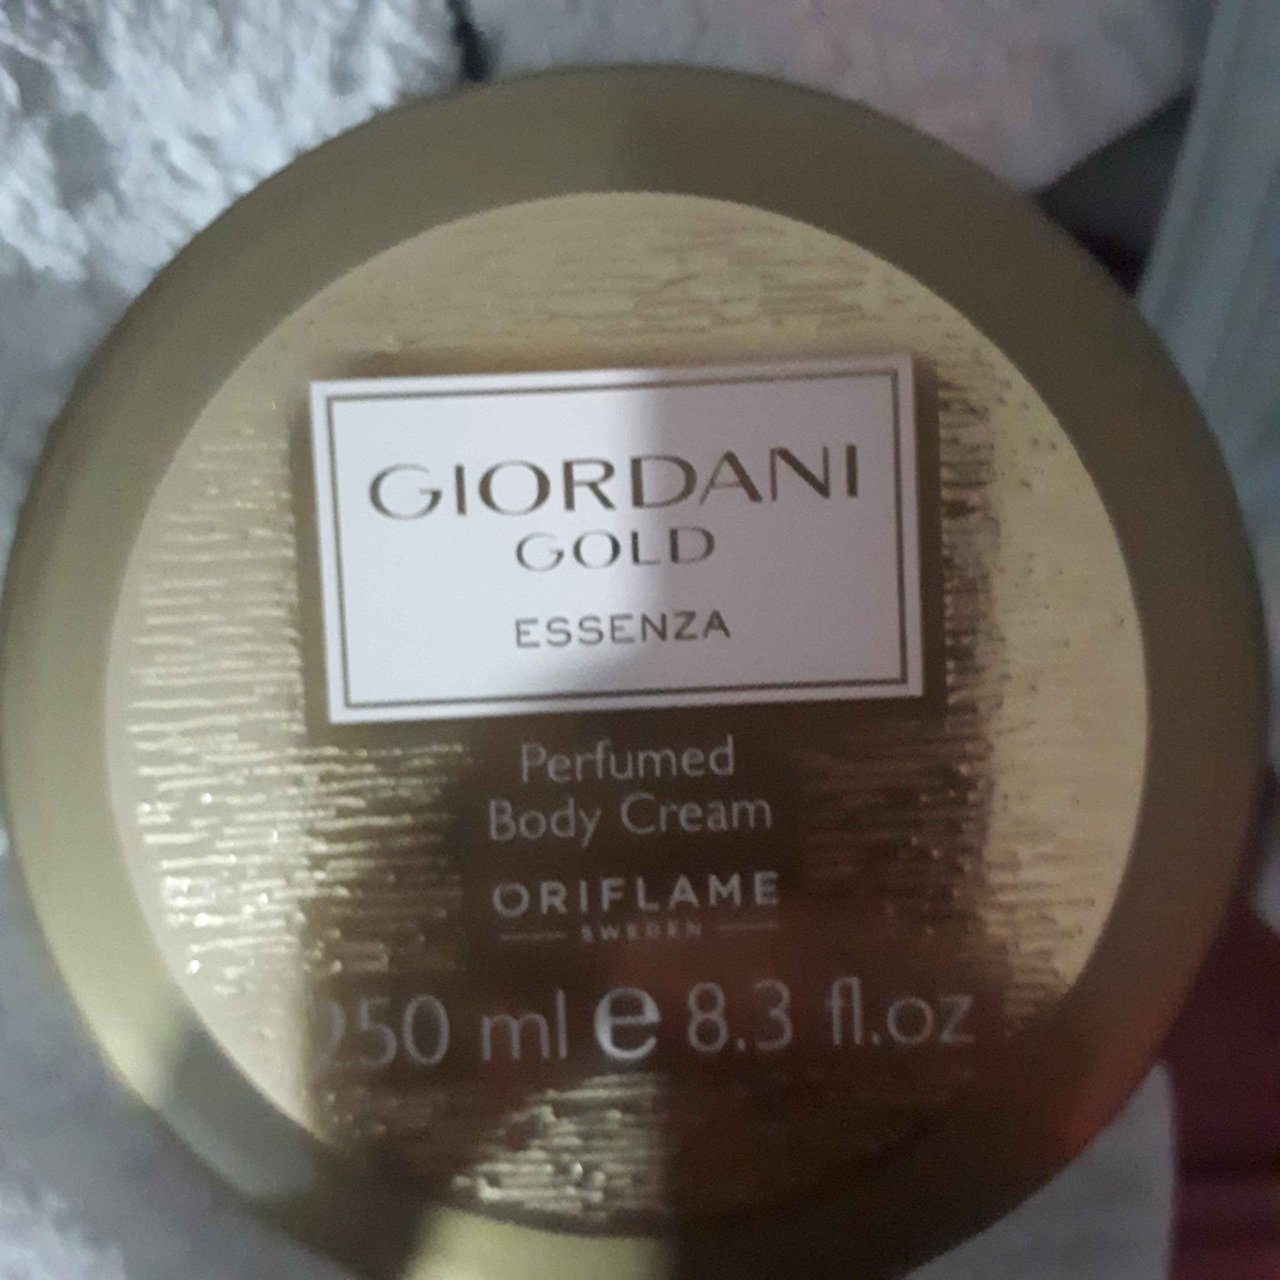 GIORDANI
GOLD
ESSENZA
Perfumed
Body Cream
ORIFLAME
SWEDEN
250 ml e 8.3 fl.oz